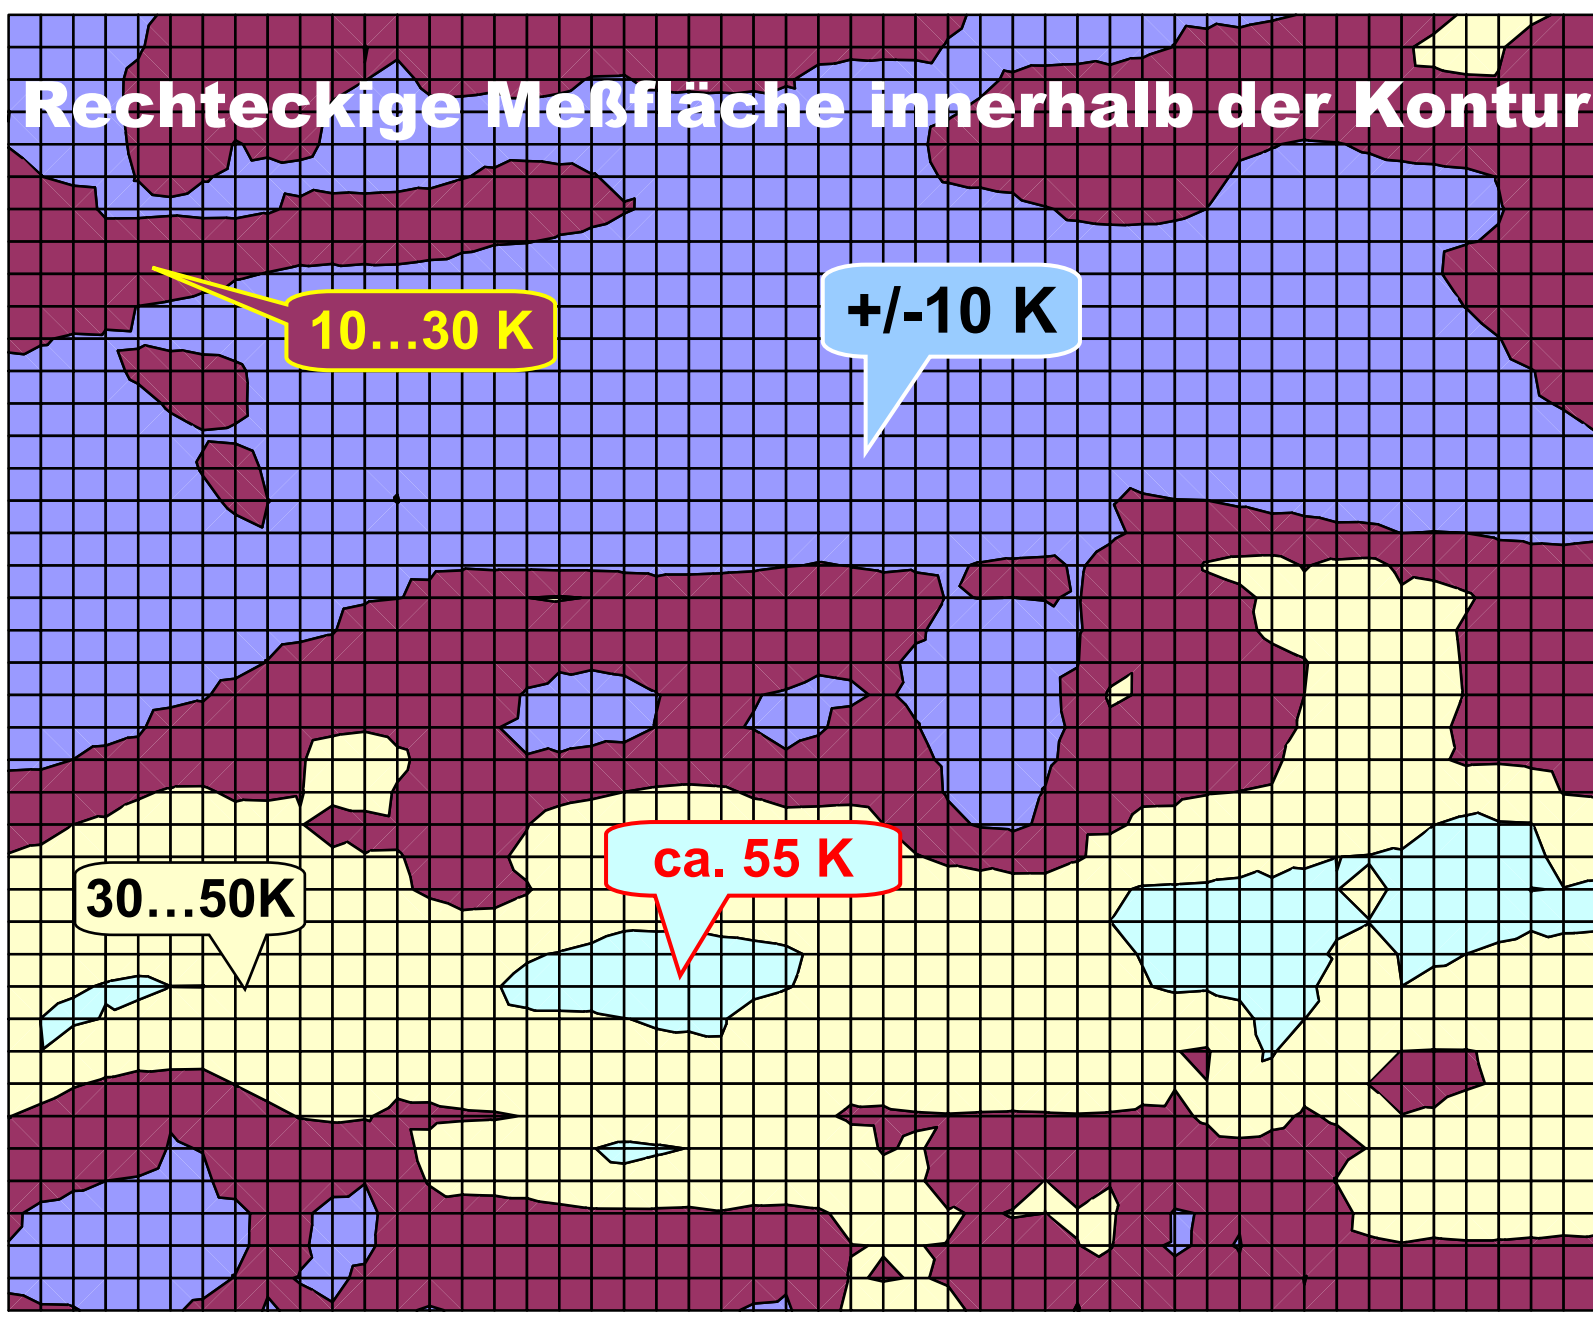 Rechteckige Meßfläche innerhalb der Kontur
+/-10 K
10…30 K
ca. 55 K
30…50K